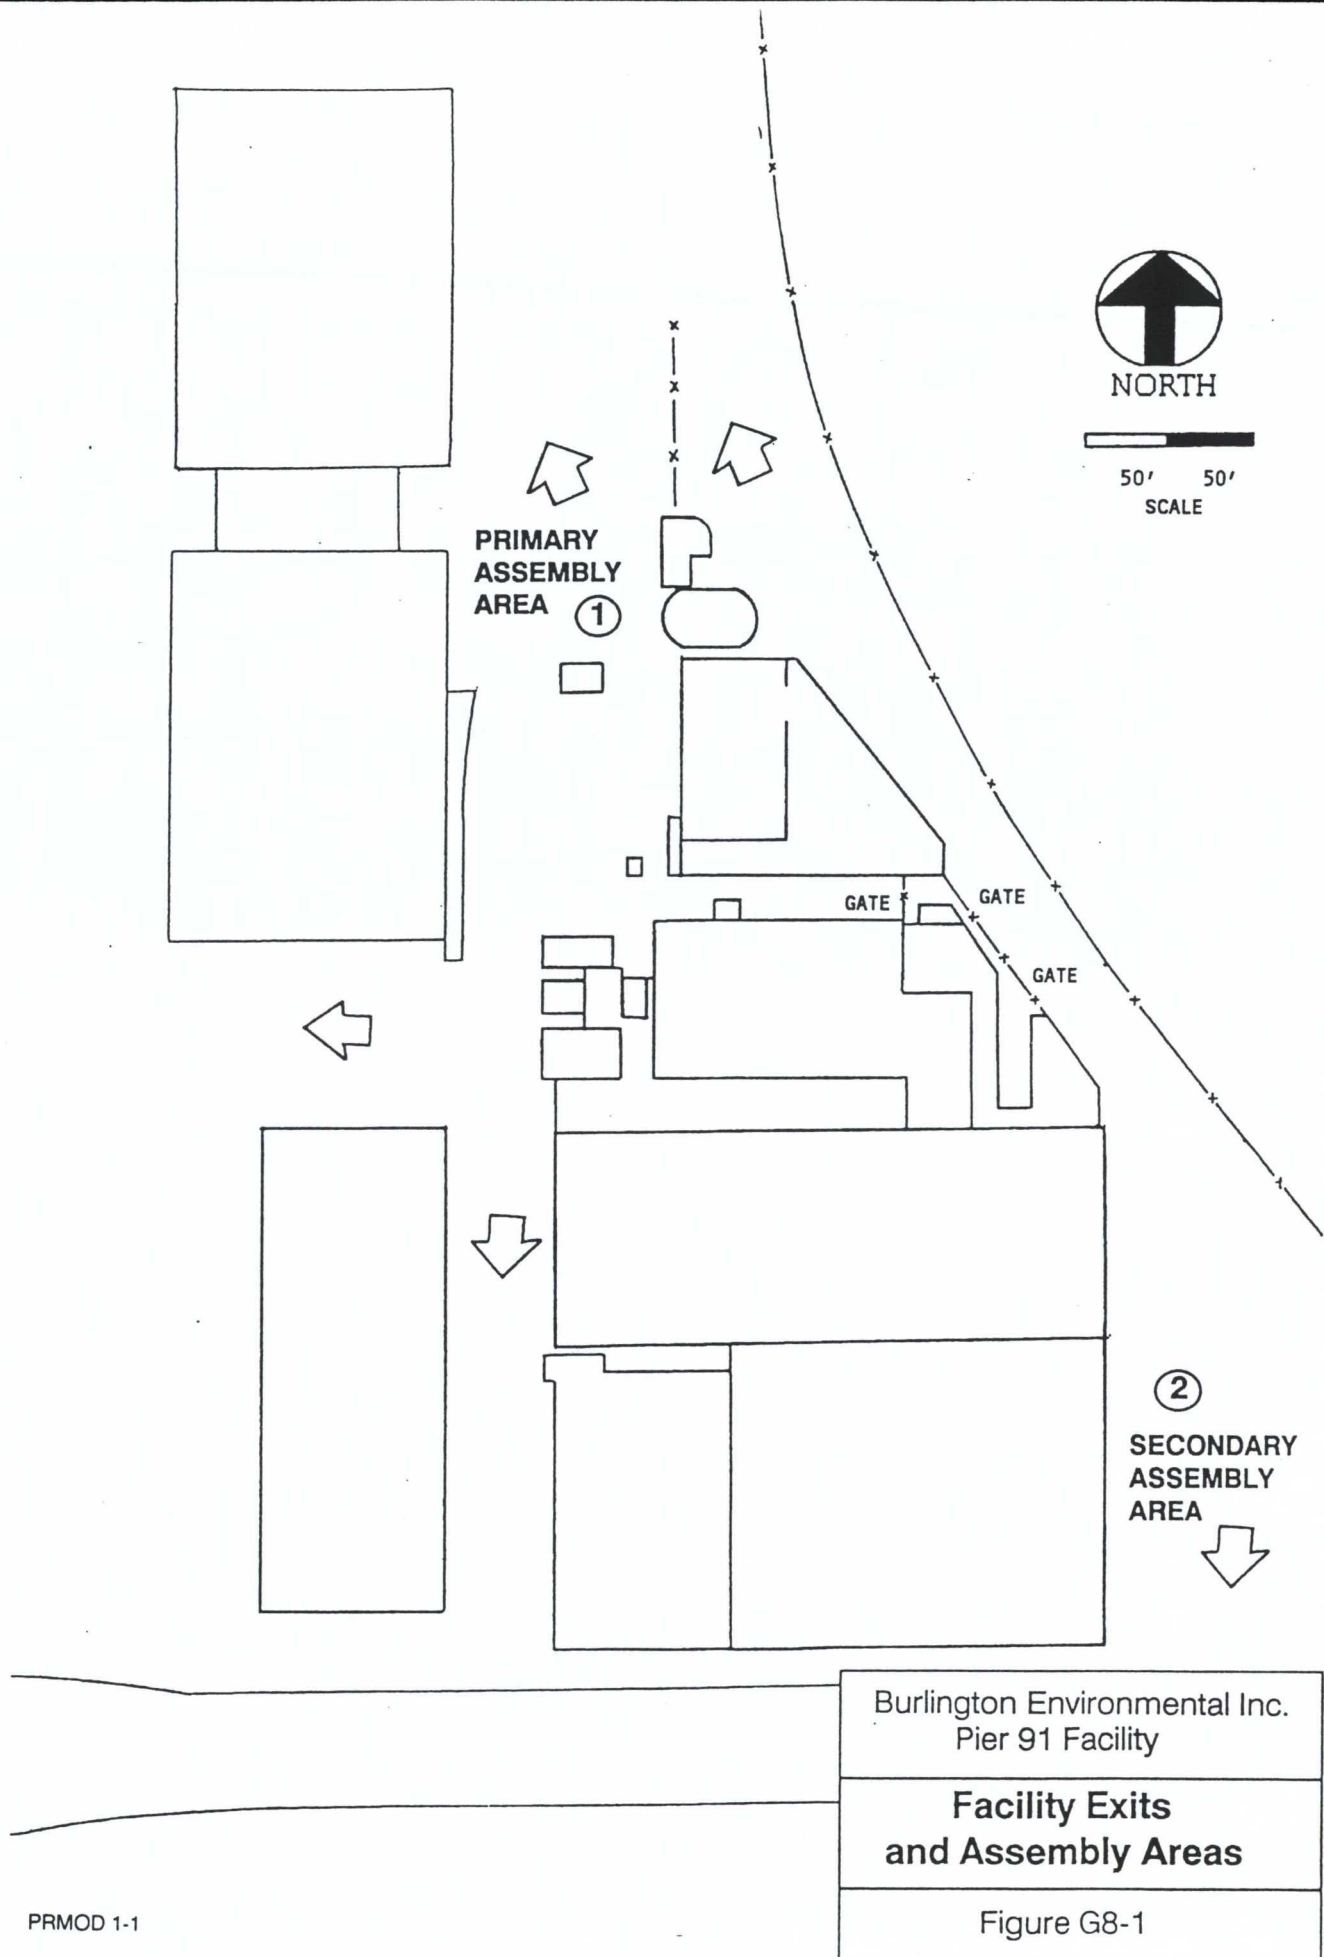 NORTH
50' 50'
SCALE
PRIMARY
ASSEMBLY
AREA 1
GATE
GATE
GATE
2
SECONDARY
ASSEMBLY
AREA
Burlington Environmental Inc.
Pier 91 Facility
Facility Exits
and Assembly Areas
Figure G8-1
PRMOD 1-1